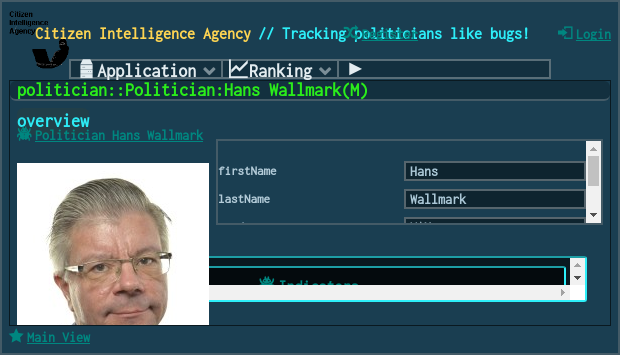 Citizen
Intelligence
Agency
Citizen Intelligence Agency // Tracking politicians like bugs!
Login
Application
Ranking
politician::Politician:Hans Wallmark(M)
overview
Politician Hans Wallmark
firstName
Hans
lastName
Wallmark
Indicators
Main View